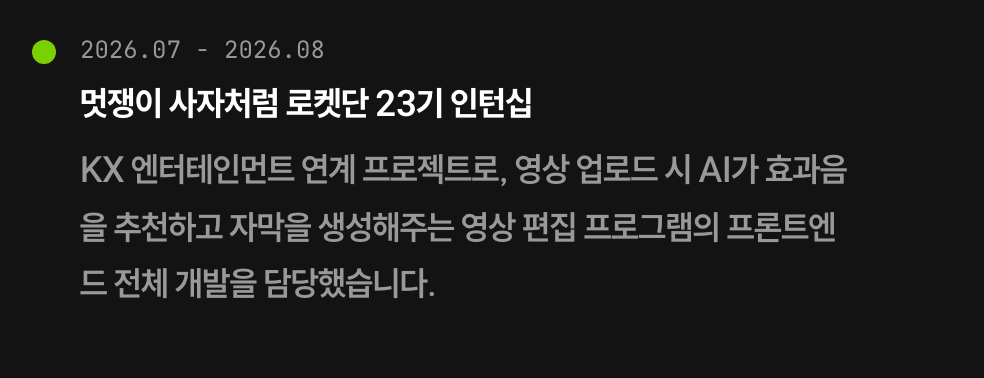 2026.07 - 2026.08
멋쟁이 사자처럼 로켓단 23기 인턴십
KX 엔터테인먼트 연계 프로젝트로, 영상 업로드 시 AI가 효과음
을 추천하고 자막을 생성해주는 영상 편집 프로그램의 프론트엔
드 전체 개발을 담당했습니다.